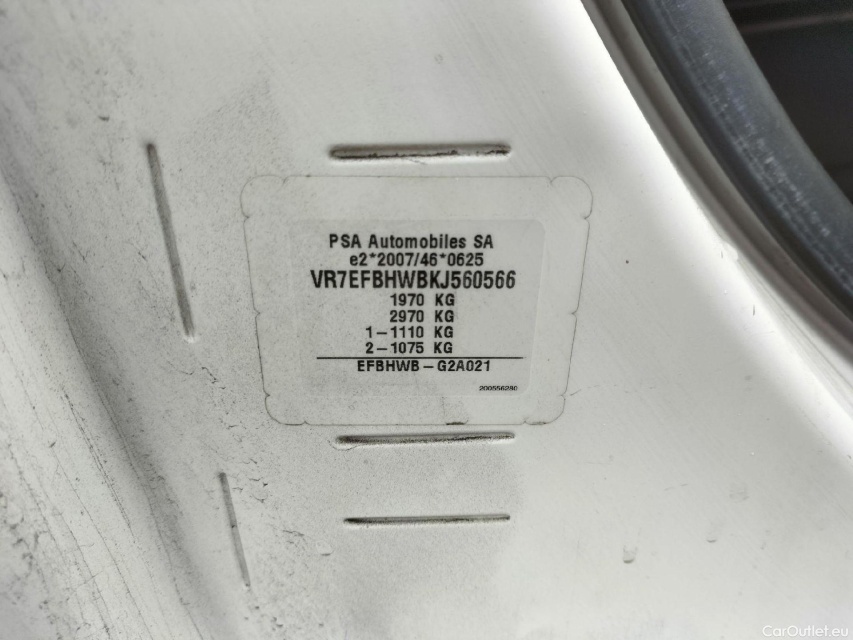 PSA Automobiles SA
e2*2007/46*0625
VR7EFBHWBKJ560566
1970 KG
2970 KG
1-1110 KG
2-1075 KG
EFBHWB-G2A021
200556280
CarOutlet.eu